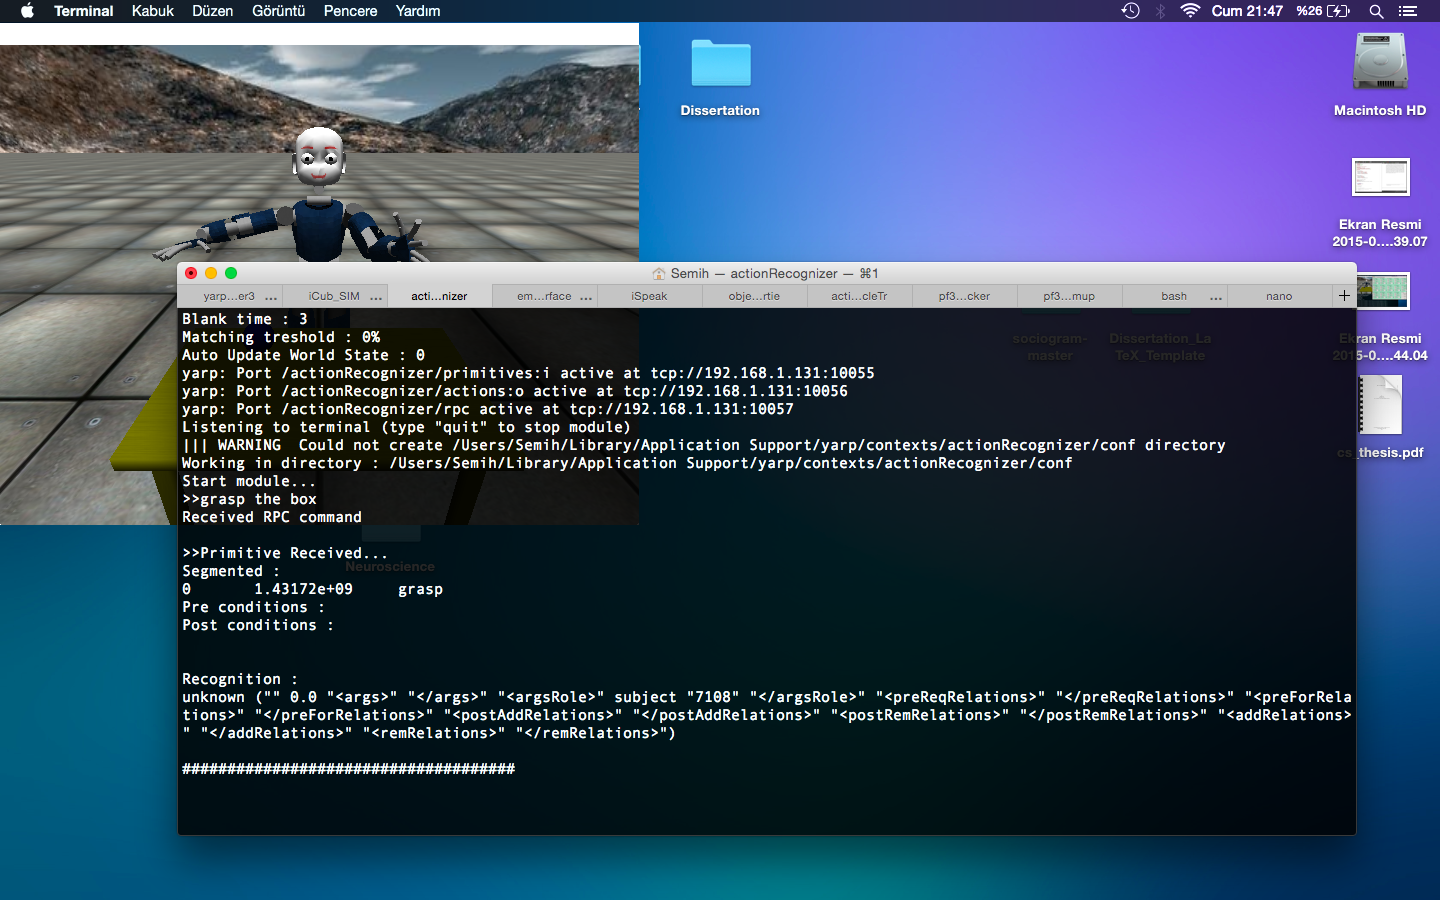 Terminal Kabuk Düzen Görüntü Pencere Yardım Cum 21:47 %26
Dissertation
Macintosh HD
Ekran Resmi
2015-0....39.07
Semih — actionRecognizer — ⌘1
yarp...er3 ... iCub_SIM ... acti...nizer em...rface ... iSpeak obje...rtie acti...cleTr pf3...cker pf3...mup bash ... nano +
Blank time : 3
Matching treshold : 0%
Auto Update World State : 0
yarp: Port /actionRecognizer/primitives:i active at tcp://192.168.1.131:10055
yarp: Port /actionRecognizer/actions:o active at tcp://192.168.1.131:10056
yarp: Port /actionRecognizer/rpc active at tcp://192.168.1.131:10057
Listening to terminal (type "quit" to stop module)
||| WARNING  Could not create /Users/Semih/Library/Application Support/yarp/contexts/actionRecognizer/conf directory
Working in directory : /Users/Semih/Library/Application Support/yarp/contexts/actionRecognizer/conf
Start module...
>>grasp the box
Received RPC command
>>Primitive Received...
Segmented :
0 1.43172e+09 grasp
Pre conditions :
Post conditions :
Recognition :
unknown ("" 0.0 "<args>" "</args>" "<argsRole>" subject "7108" "</argsRole>" "<preReqRelations>" "</preReqRelations>" "<preForRela
tions>" "</preForRelations>" "<postAddRelations>" "</postAddRelations>" "<postRemRelations>" "</postRemRelations>" "<addRelations>
" "</addRelations>" "<remRelations>" "</remRelations>")
#####################################
sociogram-
master
Dissertation_La
TeX_Template
Ekran Resmi
2015-0....44.04
cs_thesis.pdf
Neuroscience